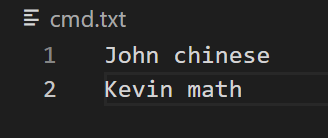 cmd.txt
1 John chinese
2 Kevin math